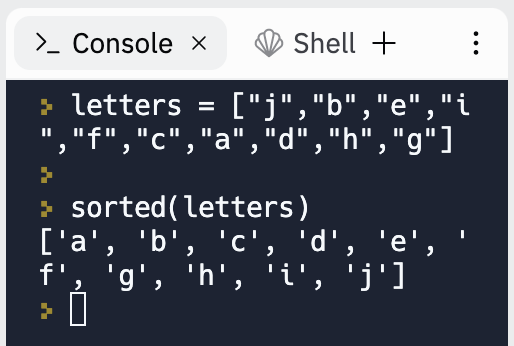 >_ Console × Shell + ⋮
> letters = ["j","b","e","i
","f","c","a","d","h","g"]
>
> sorted(letters)
['a', 'b', 'c', 'd', 'e', '
f', 'g', 'h', 'i', 'j']
>